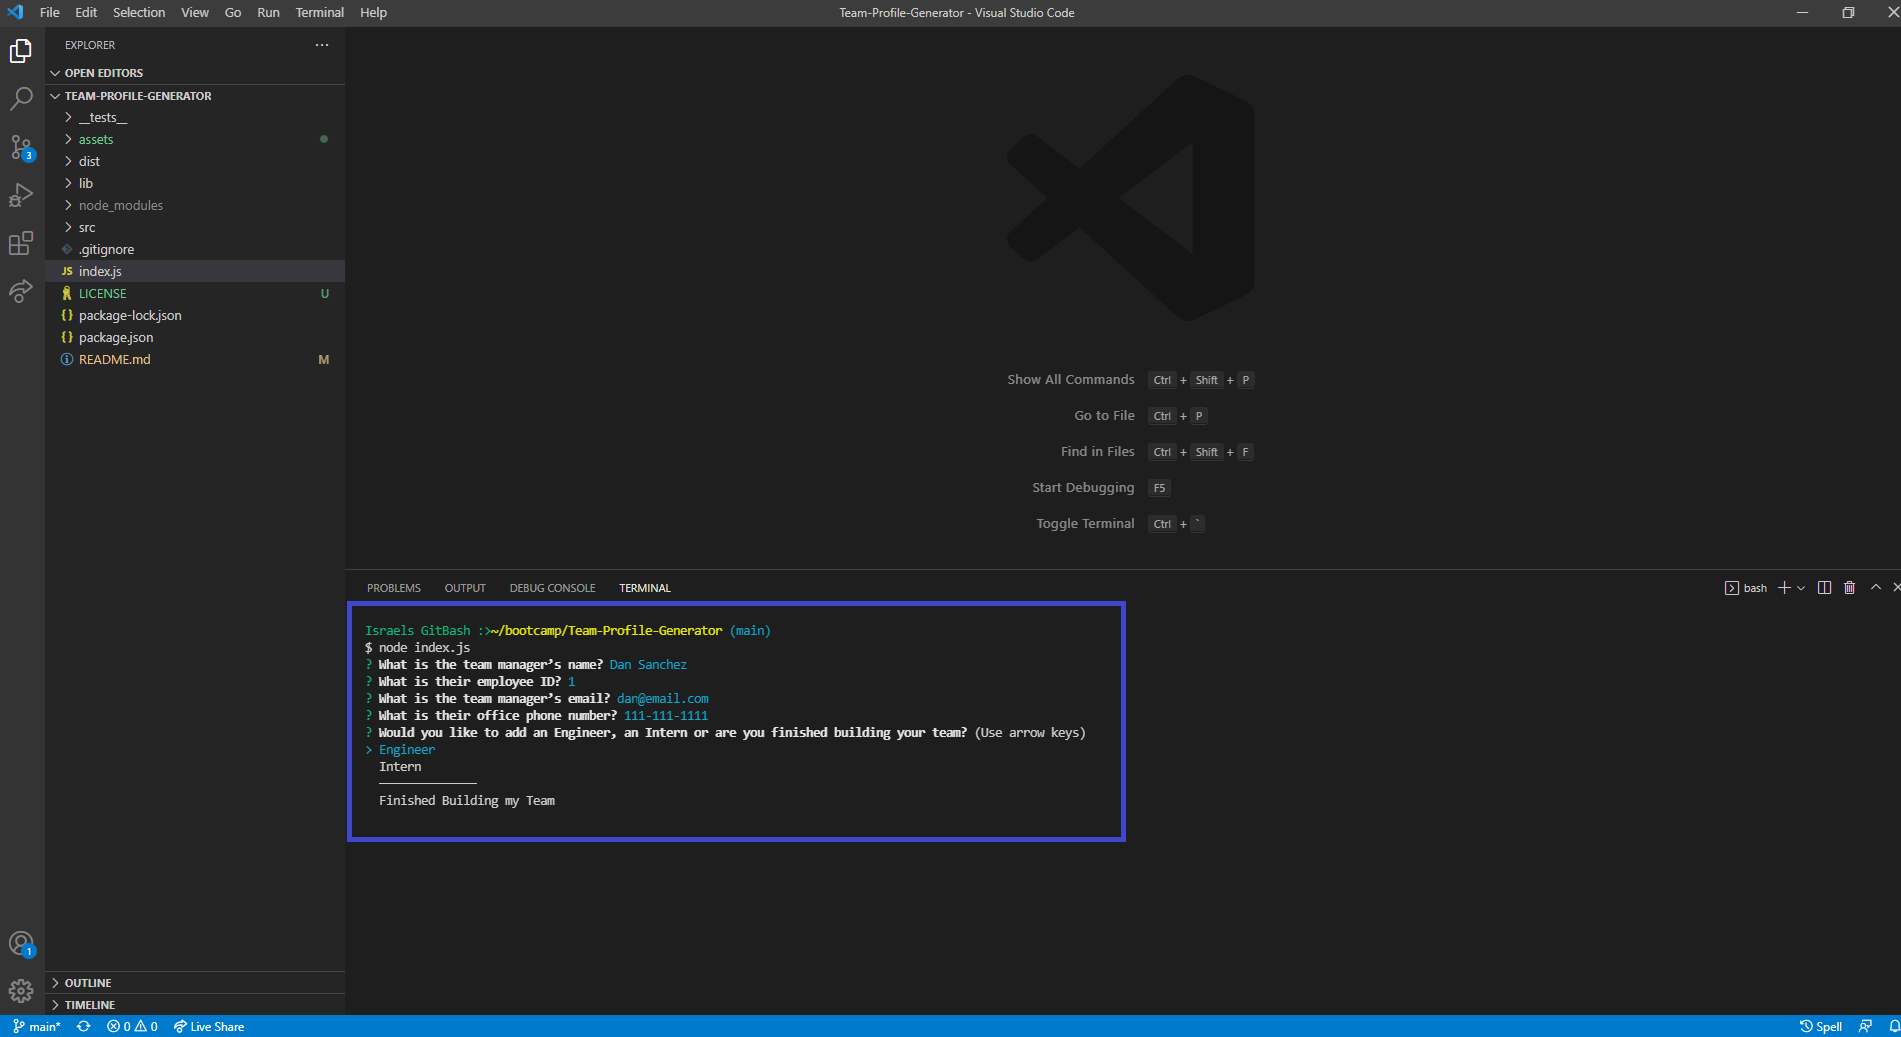 File Edit Selection View Go Run Terminal Help
Team-Profile-Generator - Visual Studio Code
EXPLORER
OPEN EDITORS
TEAM-PROFILE-GENERATOR
__tests__
assets
dist
lib
node_modules
src
.gitignore
JS index.js
LICENSE U
{} package-lock.json
{} package.json
README.md M
3
1
OUTLINE
TIMELINE
Show All Commands Ctrl + Shift + P
Go to File Ctrl + P
Find in Files Ctrl + Shift + F
Start Debugging F5
Toggle Terminal Ctrl + `
PROBLEMS OUTPUT DEBUG CONSOLE TERMINAL
bash
Israels GitBash :>~/bootcamp/Team-Profile-Generator (main)
$ node index.js
? What is the team manager’s name? Dan Sanchez
? What is their employee ID? 1
? What is the team manager’s email? dan@email.com
? What is their office phone number? 111-111-1111
? Would you like to add an Engineer, an Intern or are you finished building your team? (Use arrow keys)
> Engineer
Intern
──────────────
Finished Building my Team
main* 0 0 Live Share
Spell